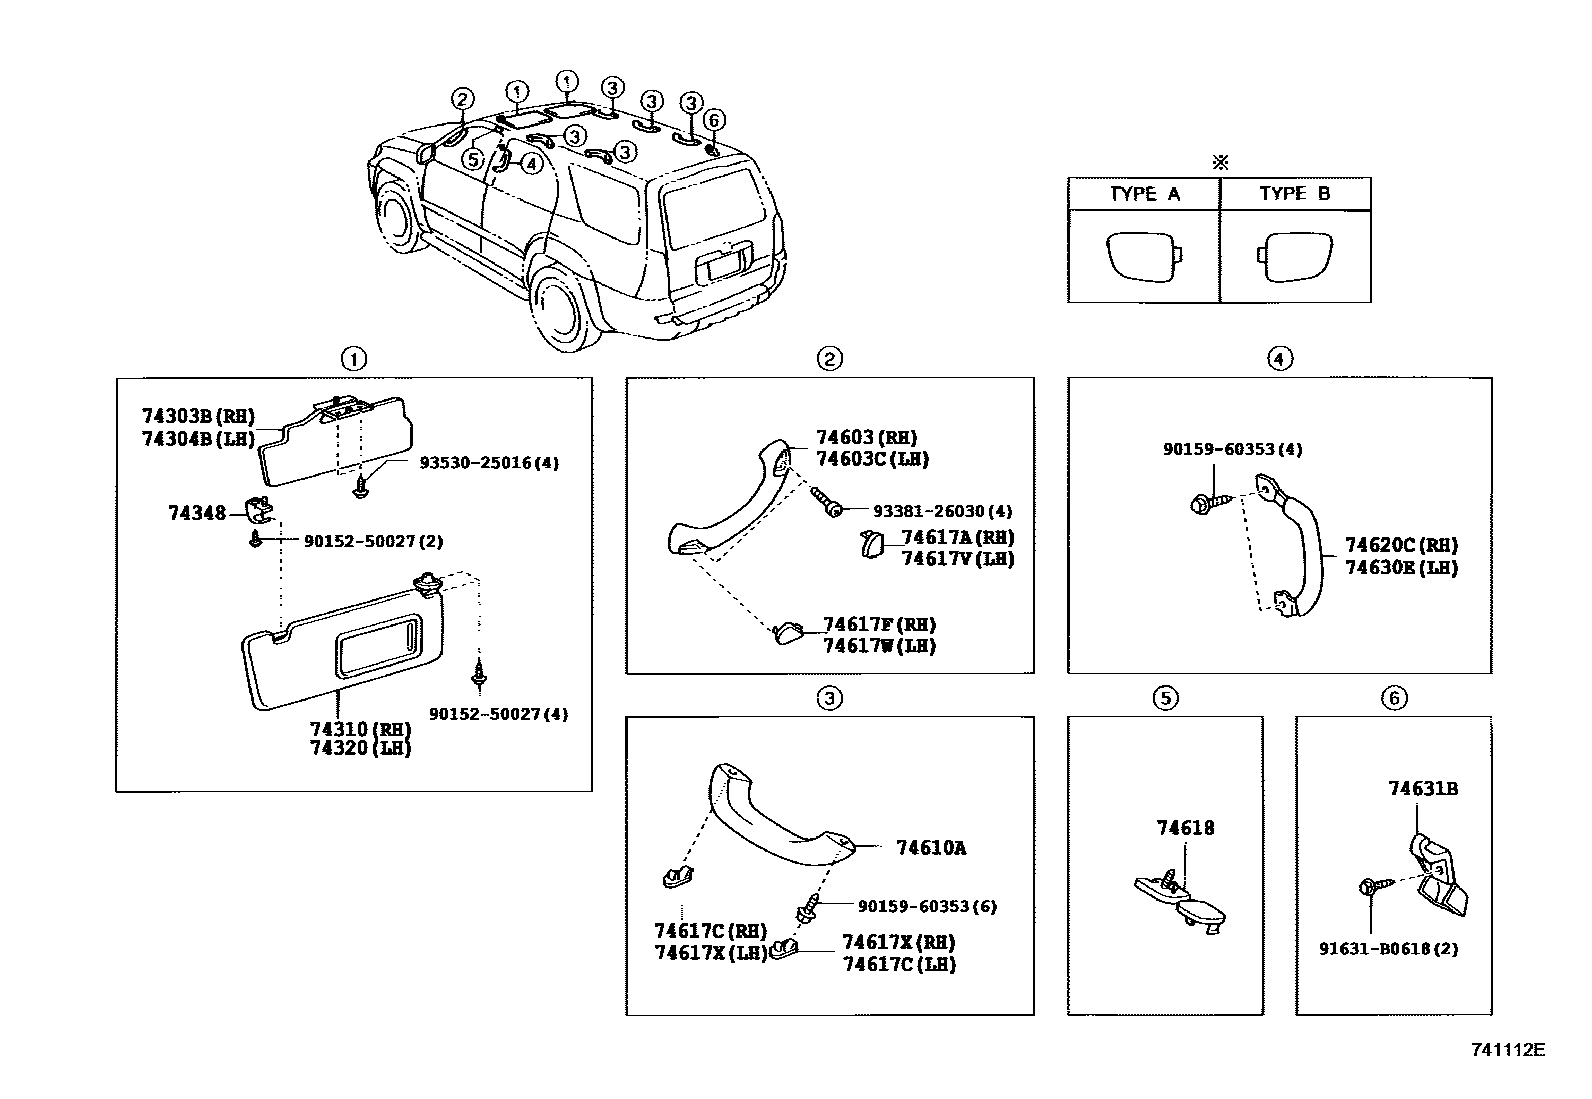 1
1
3
2
3
3
6
3
3
5
4
※
TYPE A
TYPE B
1
2
4
74303B(RH)
74304B(LH)
93530-25016(4)
74348
90152-50027(2)
90152-50027(4)
74310(RH)
74320(LH)
74603(RH)
74603C(LH)
93381-26030(4)
74617A(RH)
74617V(LH)
74617F(RH)
74617W(LH)
90159-60353(4)
74620C(RH)
74630E(LH)
3
5
6
74610A
90159-60353(6)
74617C(RH)
74617X(LH)
74617X(RH)
74617C(LH)
74618
74631B
91631-B0618(2)
741112E